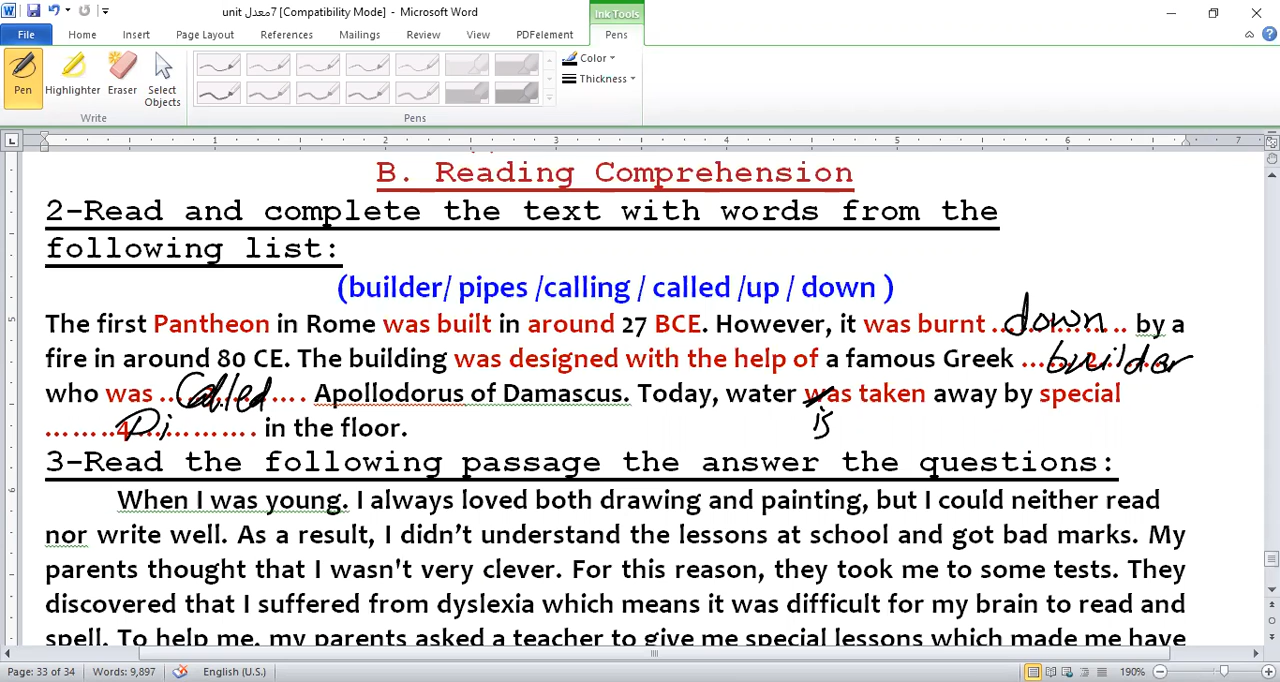 unit 7معدل [Compatibility Mode] - Microsoft Word
Ink Tools
File Home Insert Page Layout References Mailings Review View PDFelement Pens
Pen Highlighter Eraser Select Objects
Color
Thickness
Write Pens
1 2 3 4 5 6 7
B. Reading Comprehension
2-Read and complete the text with words from the
following list:
(builder/ pipes /calling / called /up / down )
The first Pantheon in Rome was built in around 27 BCE. However, it was burnt … down ….. by a
fire in around 80 CE. The building was designed with the help of a famous Greek … builder
who was … Called …. Apollodorus of Damascus. Today, water was taken away by special
is
……..4 Pi ………. in the floor.
3-Read the following passage the answer the questions:
When I was young. I always loved both drawing and painting, but I could neither read
nor write well. As a result, I didn’t understand the lessons at school and got bad marks. My
parents thought that I wasn't very clever. For this reason, they took me to some tests. They
discovered that I suffered from dyslexia which means it was difficult for my brain to read and
spell. To help me, my parents asked a teacher to give me special lessons which made me have
Page: 33 of 34 Words: 9,897 English (U.S.) 190%